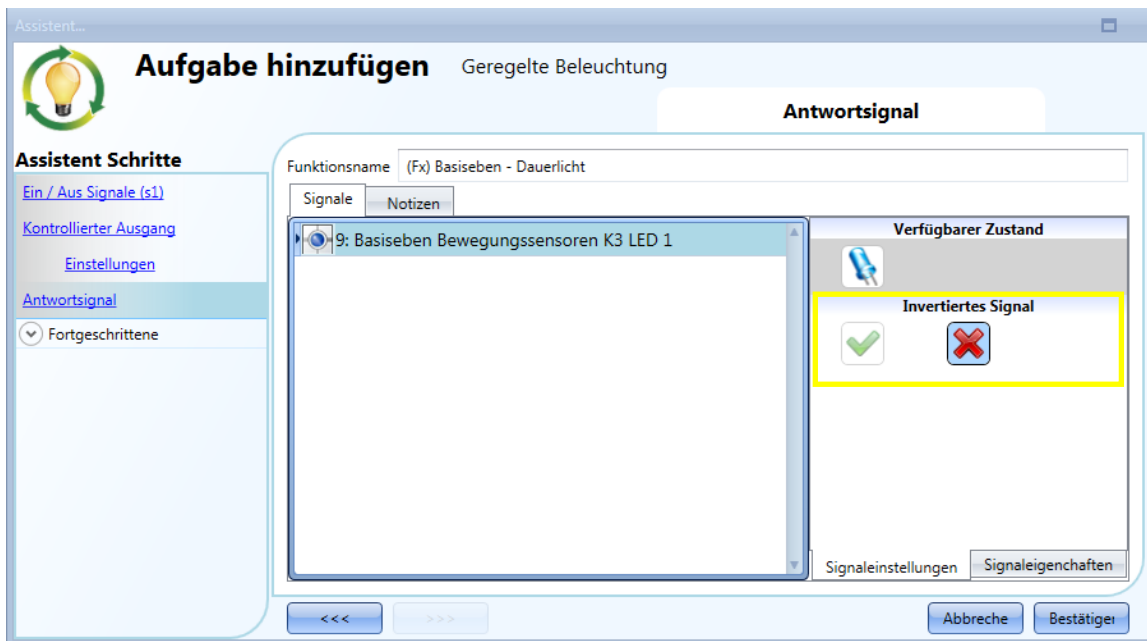 Assistent...
Aufgabe hinzufügen Geregelte Beleuchtung
Antwortsignal
Assistent Schritte
Ein / Aus Signale (s1)
Kontrollierter Ausgang
Einstellungen
Antwortsignal
Fortgeschrittene
Funktionsname (Fx) Basiseben - Dauerlicht
Signale Notizen
9: Basiseben Bewegungssensoren K3 LED 1
Verfügbarer Zustand
Invertiertes Signal
Signaleinstellungen Signaleigenchaften
<<< >>> Abbreche Bestätiger